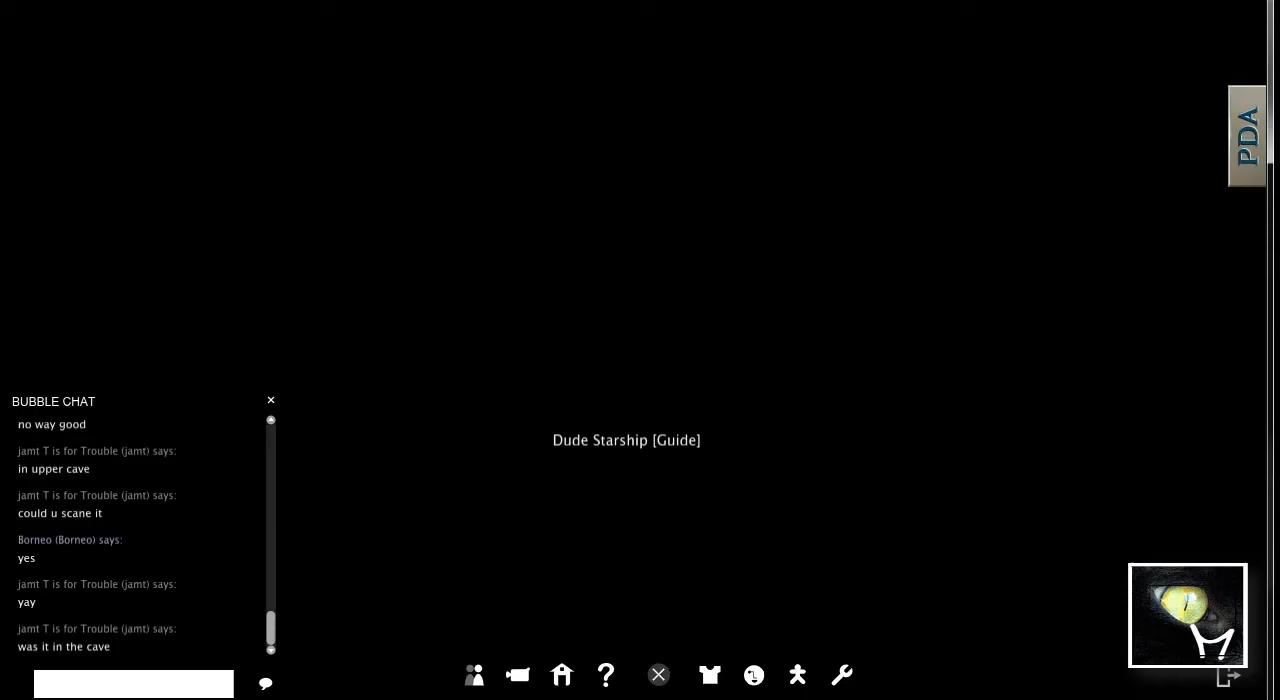 PDA
BUBBLE CHAT
no way good
jamt T is for Trouble (jamt) says:
in upper cave
jamt T is for Trouble (jamt) says:
could u scane it
Borneo (Borneo) says:
yes
jamt T is for Trouble (jamt) says:
yay
jamt T is for Trouble (jamt) says:
was it in the cave
Dude Starship [Guide]